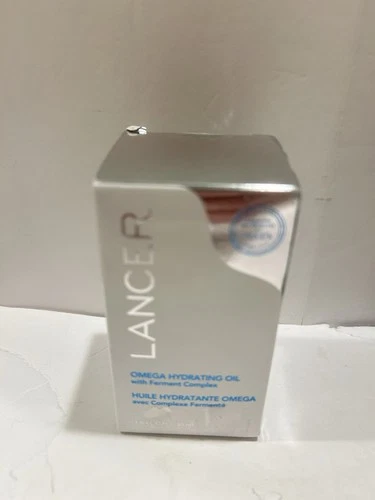 LANCER
OMEGA HYDRATING OIL
with Ferment Complex
HUILE HYDRATANTE OMEGA
avec Complexe Fermenté